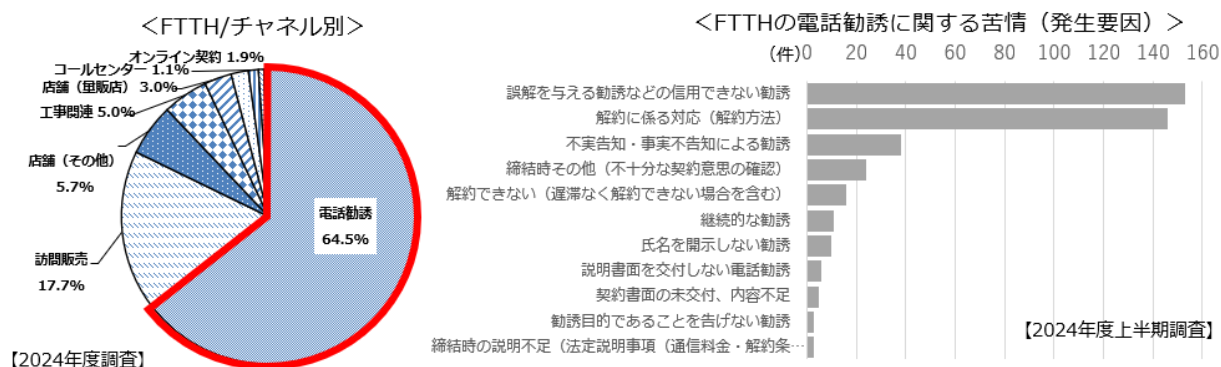 ＜FTTH/チャネル別＞
オンライン契約 1.9%
コールセンター 1.1%
店舗（量販店）3.0%
工事関連 5.0%
店舗（その他）
5.7%
訪問販売
17.7%
電話勧誘
64.5%
【2024年度調査】
＜FTTHの電話勧誘に関する苦情（発生要因）＞
（件） 0 20 40 60 80 100 120 140 160
誤解を与える勧誘などの信用できない勧誘
解約に係る対応（解約方法）
不実告知・事実不告知による勧誘
締結時その他（不十分な契約意思の確認）
解約できない（遅滞なく解約できない場合を含む）
継続的な勧誘
氏名を開示しない勧誘
説明書面を交付しない電話勧誘
契約書面の未交付、内容不足
勧誘目的であることを告げない勧誘
締結時の説明不足（法定説明事項（通信料金・解約条…
【2024年度上半期調査】